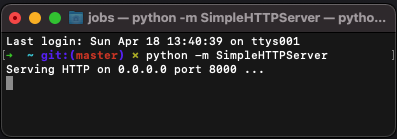 jobs — python -m SimpleHTTPServer — pytho...
Last login: Sun Apr 18 13:40:39 on ttys001
[➜  ~ git:(master) ✗ python -m SimpleHTTPServer ]
Serving HTTP on 0.0.0.0 port 8000 ...